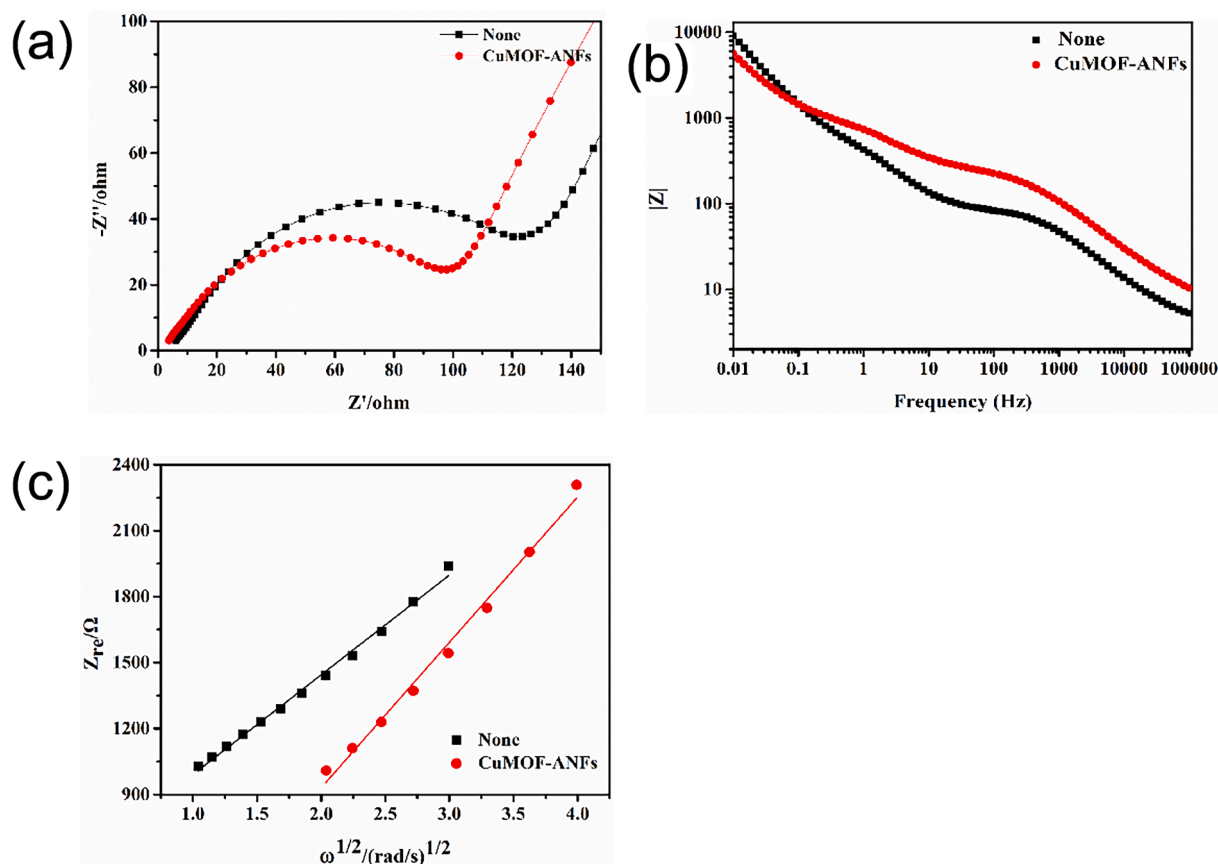 (a)
100
80
60
40
20
0
-Z''/ohm
None
CuMOF-ANFs
0 20 40 60 80 100 120 140
Z'/ohm
(b)
10000
1000
100
10
|Z|
None
CuMOF-ANFs
0.01 0.1 1 10 100 1000 10000 100000
Frequency (Hz)
(c)
2400
2100
1800
1500
1200
900
Zre/Ω
None
CuMOF-ANFs
1.0 1.5 2.0 2.5 3.0 3.5 4.0
ω^1/2/(rad/s)^1/2